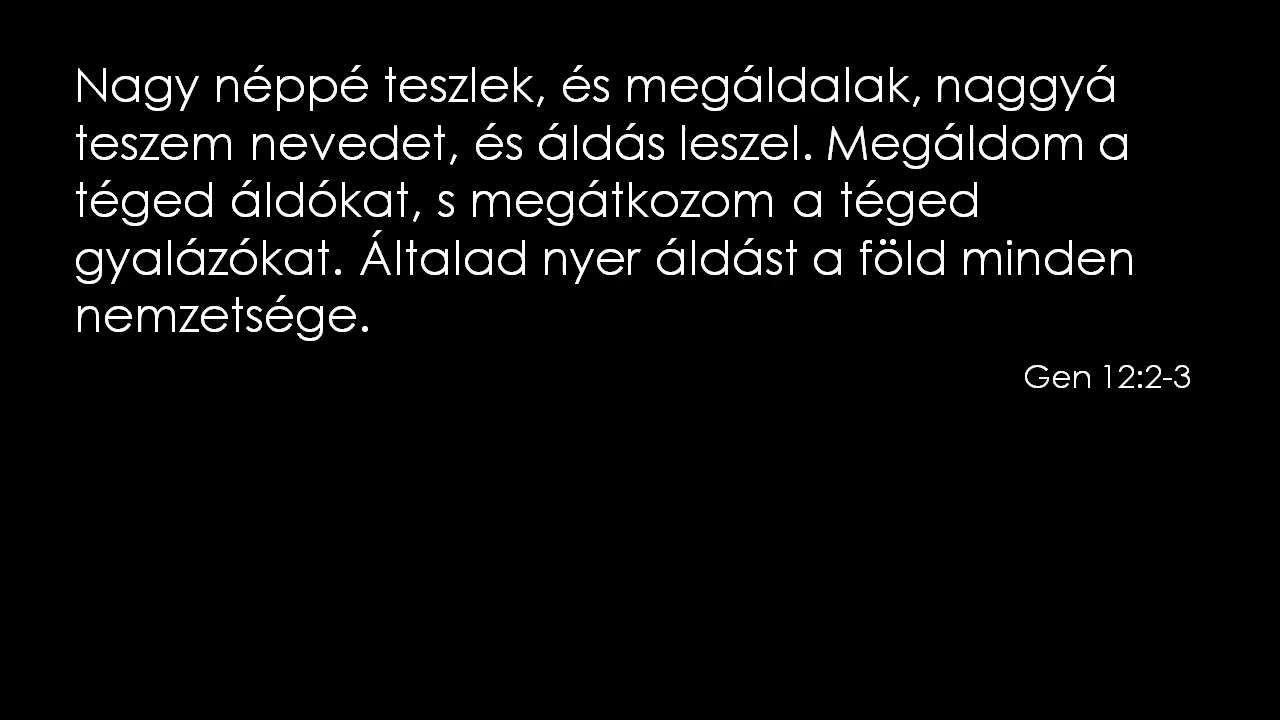 Nagy néppé teszlek, és megáldalak, naggyá
teszem nevedet, és áldás leszel. Megáldom a
téged áldókat, s megátkozom a téged
gyalázókat. Általad nyer áldást a föld minden
nemzetsége.
Gen 12:2-3